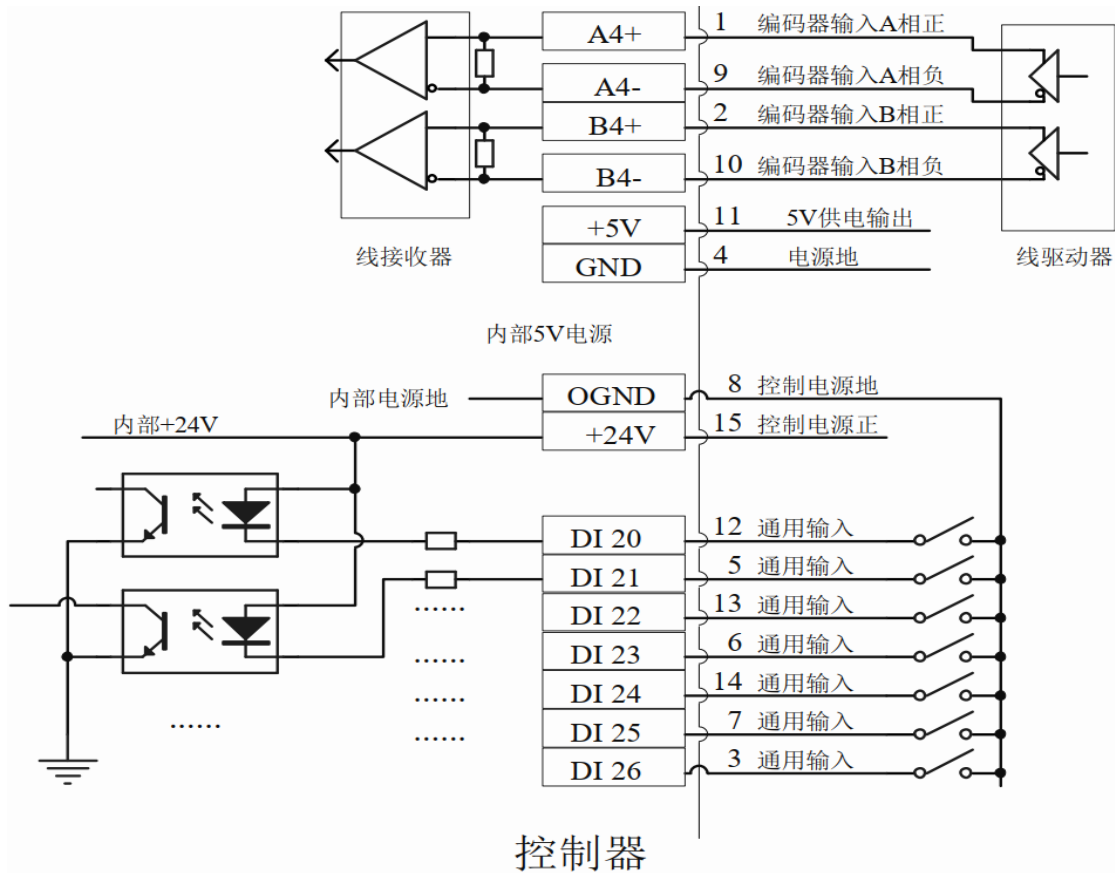 A4+ 1 编码器输入A相正
A4- 9 编码器输入A相负
B4+ 2 编码器输入B相正
B4- 10 编码器输入B相负
+5V 11 5V供电输出
线接收器 GND 4 电源地 线驱动器
内部5V电源
内部电源地 OGND 8 控制电源地
内部+24V +24V 15 控制电源正
DI 20 12 通用输入
DI 21 5 通用输入
...... DI 22 13 通用输入
...... DI 23 6 通用输入
...... DI 24 14 通用输入
...... ...... DI 25 7 通用输入
DI 26 3 通用输入
控制器